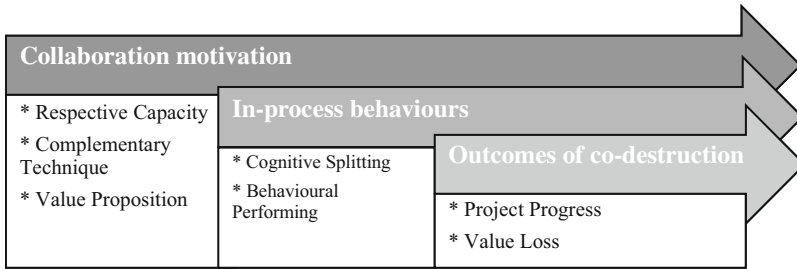 Collaboration motivation
* Respective Capacity
* Complementary
Technique
* Value Proposition
In-process behaviours
* Cognitive Splitting
* Behavioural
Performing
Outcomes of co-destruction
* Project Progress
* Value Loss